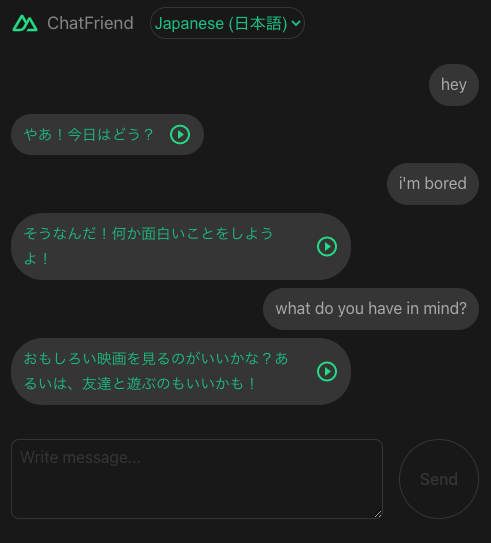 ChatFriend Japanese (日本語)
hey
やあ！今日はどう？
i'm bored
そうなんだ！何か面白いことをしよう
よ！
what do you have in mind?
おもしろい映画を見るのがいいかな？あ
るいは、友達と遊ぶのもいいかも！
Write message...
Send